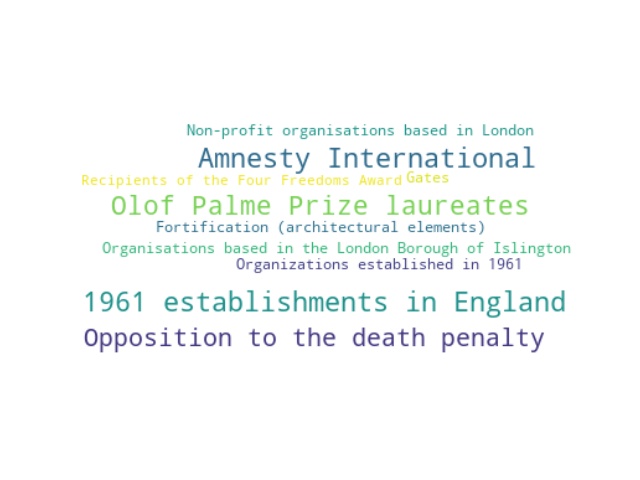 Non-profit organisations based in London
Amnesty International
Recipients of the Four Freedoms Award
Gates
Olof Palme Prize laureates
Fortification (architectural elements)
Organisations based in the London Borough of Islington
Organizations established in 1961
1961 establishments in England
Opposition to the death penalty